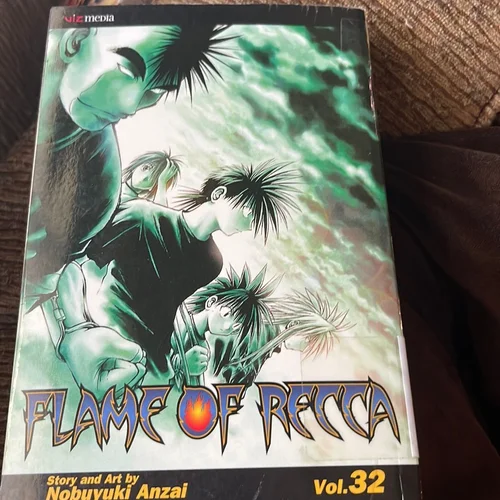 VIZ MEDIA
FLAME OF RECCA
Story and Art by
Nobuyuki Anzai
Vol.32